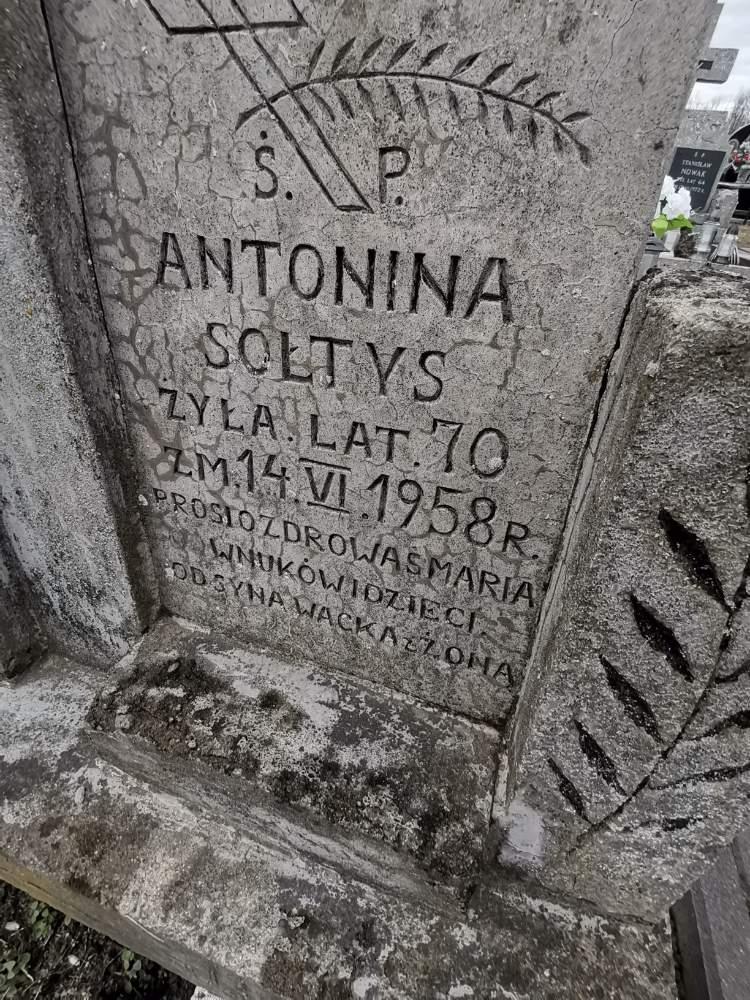 Ś. P.
ANTONINA
SOŁTYS
ŻYŁA. LAT. 70
ZM. 14. VI. 1958 R.
PROSI O ZDROWAŚ MARIA
WNUKÓW I DZIECI.
OD SYNA WACKA z ŻONĄ
STANISŁAW
NOWAK